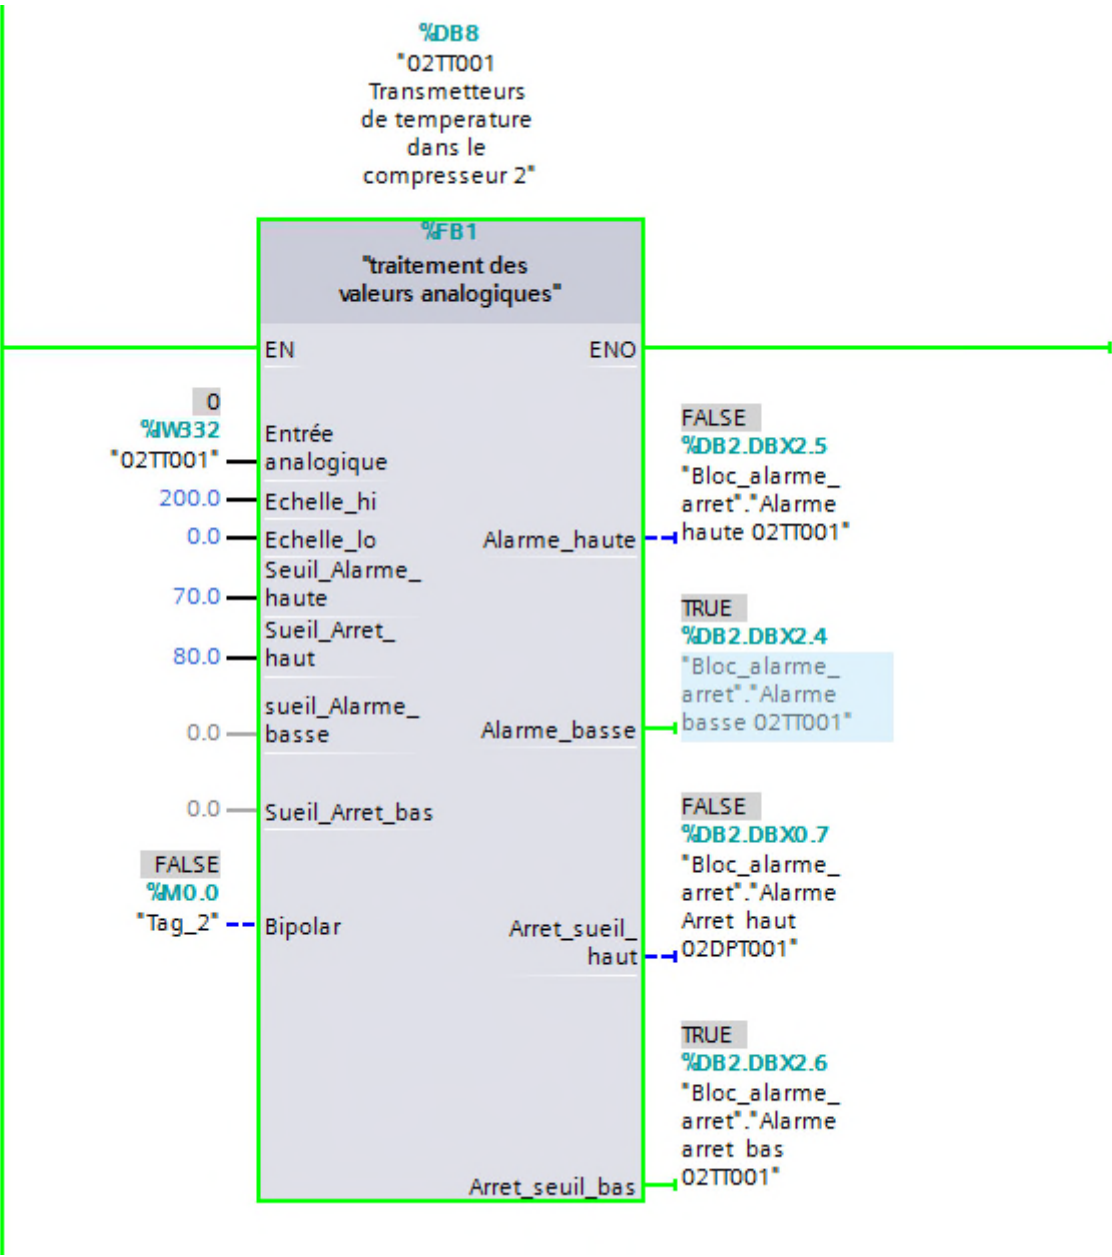 %DB8
"02TT001
Transmetteurs
de temperature
dans le
compresseur 2"
%FB1
"traitement des
valeurs analogiques"
EN
ENO
0
%IW332
"02TT001"
Entrée
analogique
200.0
Echelle_hi
0.0
Echelle_lo
70.0
Seuil_Alarme_
haute
80.0
Sueil_Arret_
haut
0.0
sueil_Alarme_
basse
0.0
Sueil_Arret_bas
FALSE
%M0.0
"Tag_2"
Bipolar
Alarme_haute
FALSE
%DB2.DBX2.5
"Bloc_alarme_
arret"."Alarme
haute 02TT001"
Alarme_basse
TRUE
%DB2.DBX2.4
"Bloc_alarme_
arret"."Alarme
basse 02TT001"
Arret_sueil_
haut
FALSE
%DB2.DBX0.7
"Bloc_alarme_
arret"."Alarme
Arret haut
02DPT001"
Arret_seuil_bas
TRUE
%DB2.DBX2.6
"Bloc_alarme_
arret"."Alarme
arret bas
02TT001"